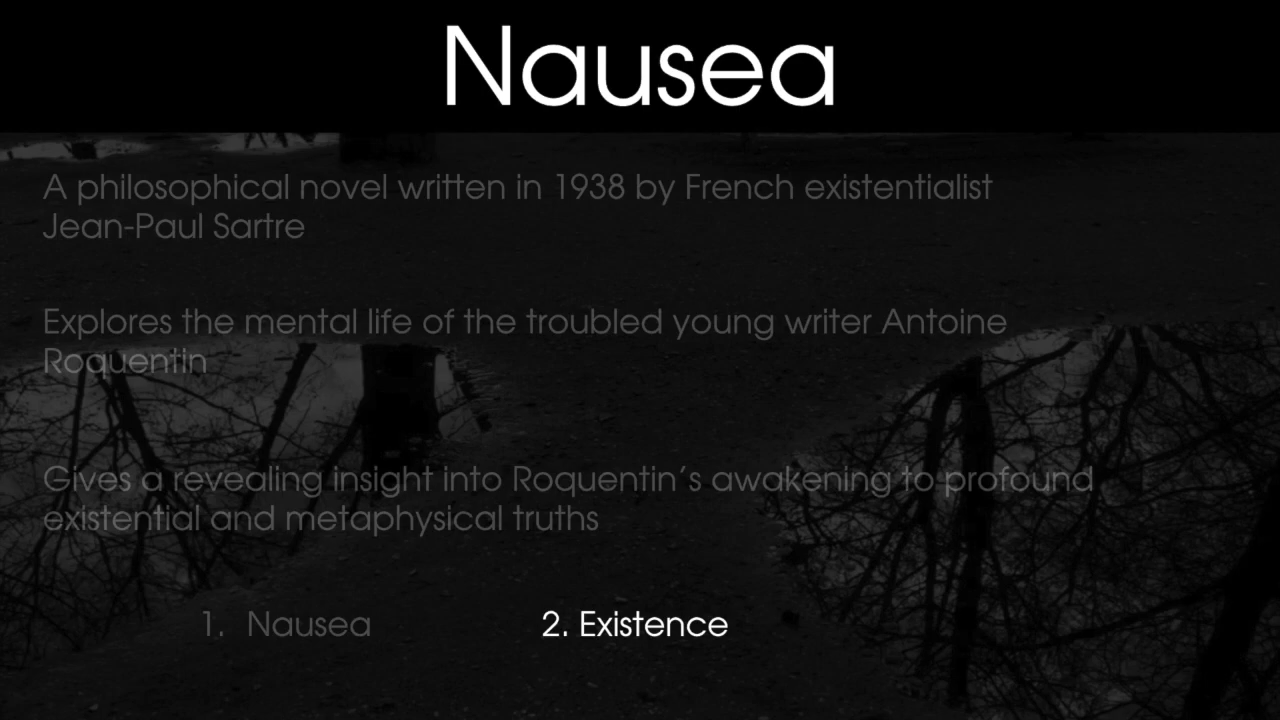 Nausea
A philosophical novel written in 1938 by French existentialist
Jean-Paul Sartre
Explores the mental life of the troubled young writer Antoine
Roquentin
Gives a revealing insight into Roquentin's awakening to profound
existential and metaphysical truths
1. Nausea 2. Existence